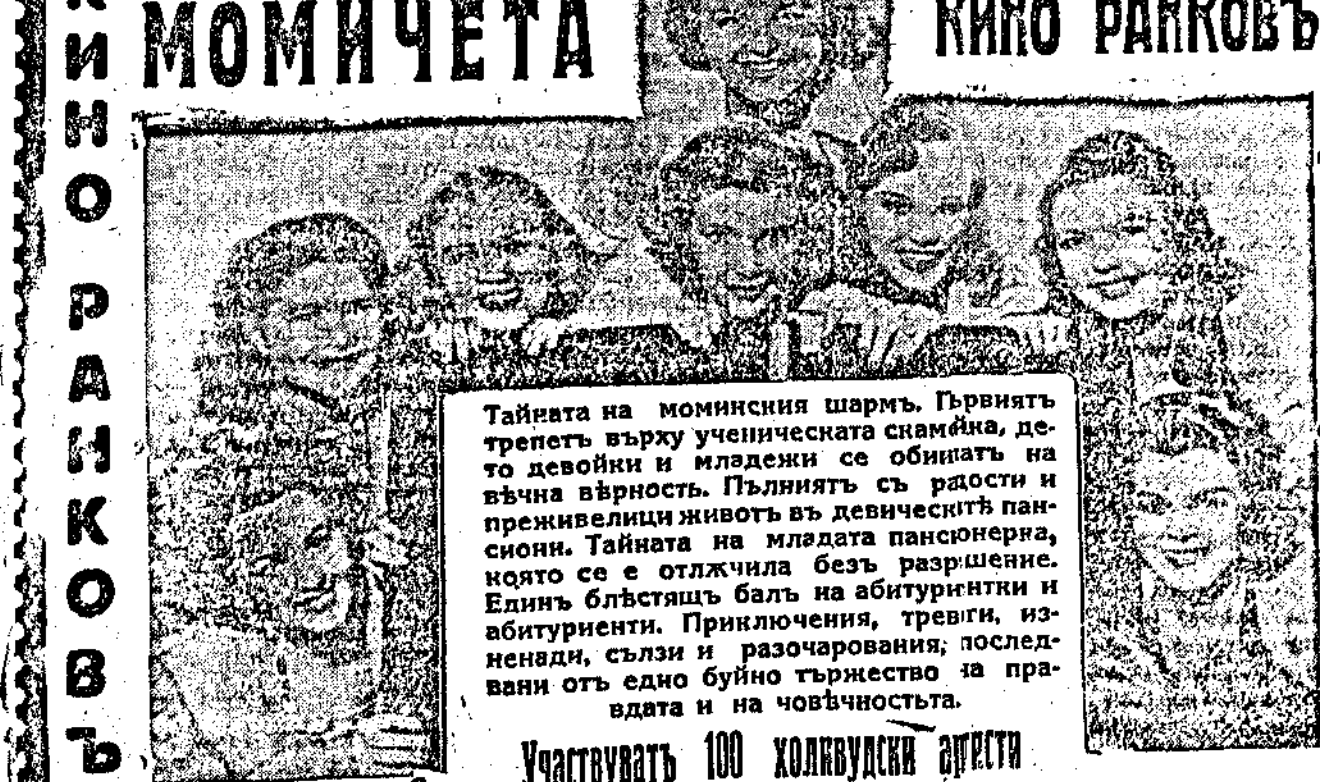 КИНО РАНКОВЪ
МОМИЧЕТА
КИНО РАНКОВЪ
Тайната на моминския шармъ. Първиятъ
трепетъ върху ученическата скамейка, де-
то девойки и младежи се обичатъ на
вѣчна вѣрность. Пълниятъ съ радости и
преживелици животъ въ девическитѣ пан-
сиони. Тайната на младата пансионерка,
която се е отлѫчила безъ разрешение.
Единъ блѣстящъ балъ на абитуриентки и
абитуриенти. Приключения, тревоги, из-
ненади, сълзи и разочарования, послед-
вани отъ едно буйно тържество на пра-
вдата и на човѣчностьта.
Участвуватъ 100 холивудски артисти